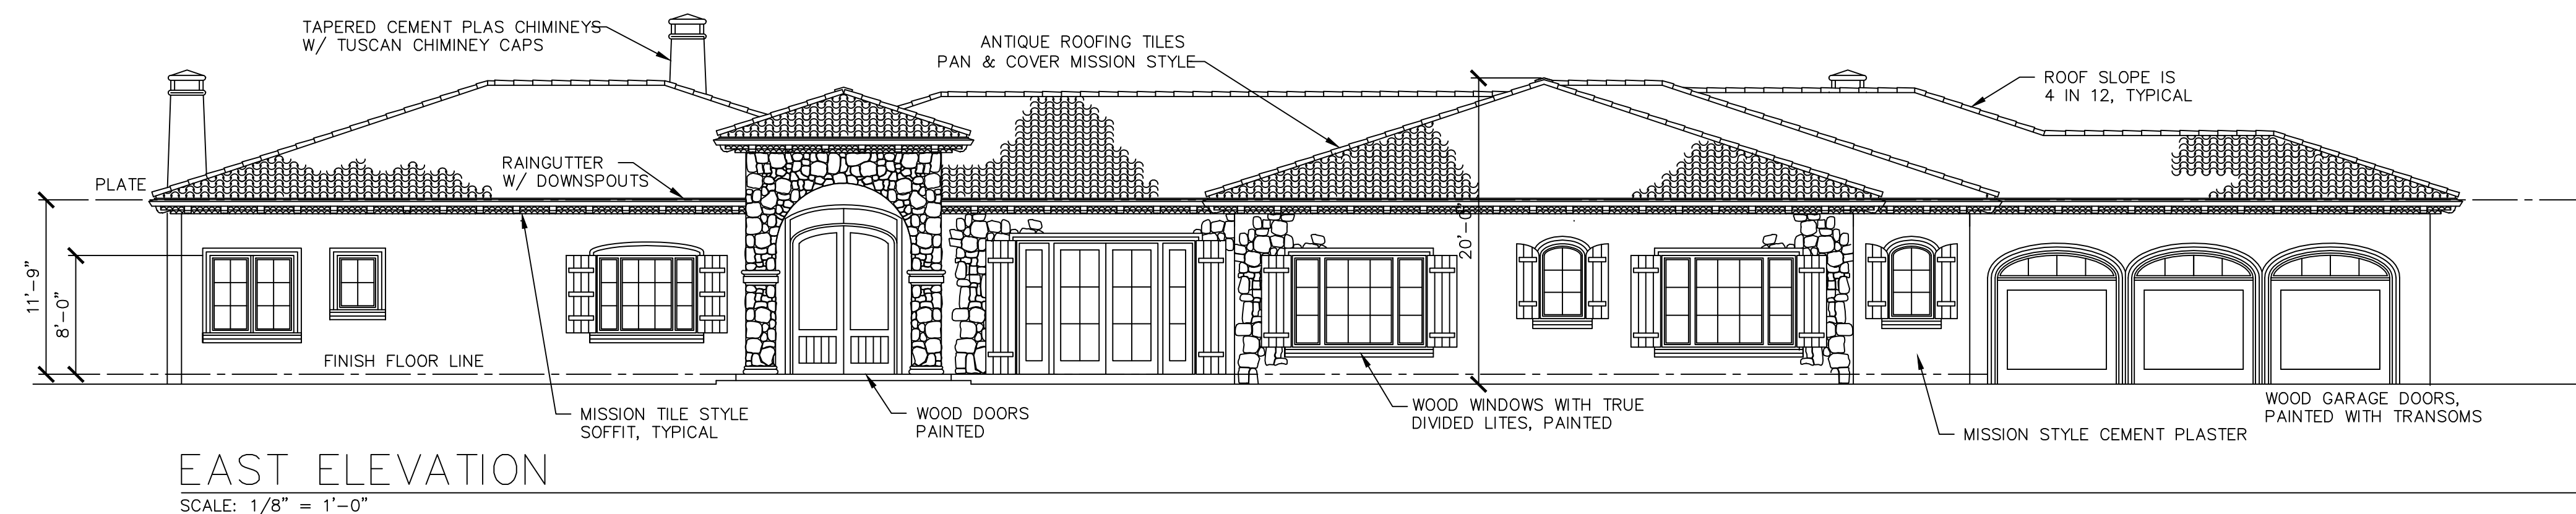 TAPERED CEMENT PLAS CHIMINEYS
W/ TUSCAN CHIMINEY CAPS
ANTIQUE ROOFING TILES
PAN & COVER MISSION STYLE
ROOF SLOPE IS
4 IN 12, TYPICAL
RAINGUTTER
W/ DOWNSPOUTS
PLATE
11'-9"
8'-0"
20'-0"
FINISH FLOOR LINE
MISSION TILE STYLE
SOFFIT, TYPICAL
WOOD DOORS
PAINTED
WOOD WINDOWS WITH TRUE
DIVIDED LITES, PAINTED
MISSION STYLE CEMENT PLASTER
WOOD GARAGE DOORS,
PAINTED WITH TRANSOMS
EAST ELEVATION
SCALE: 1/8" = 1'-0"